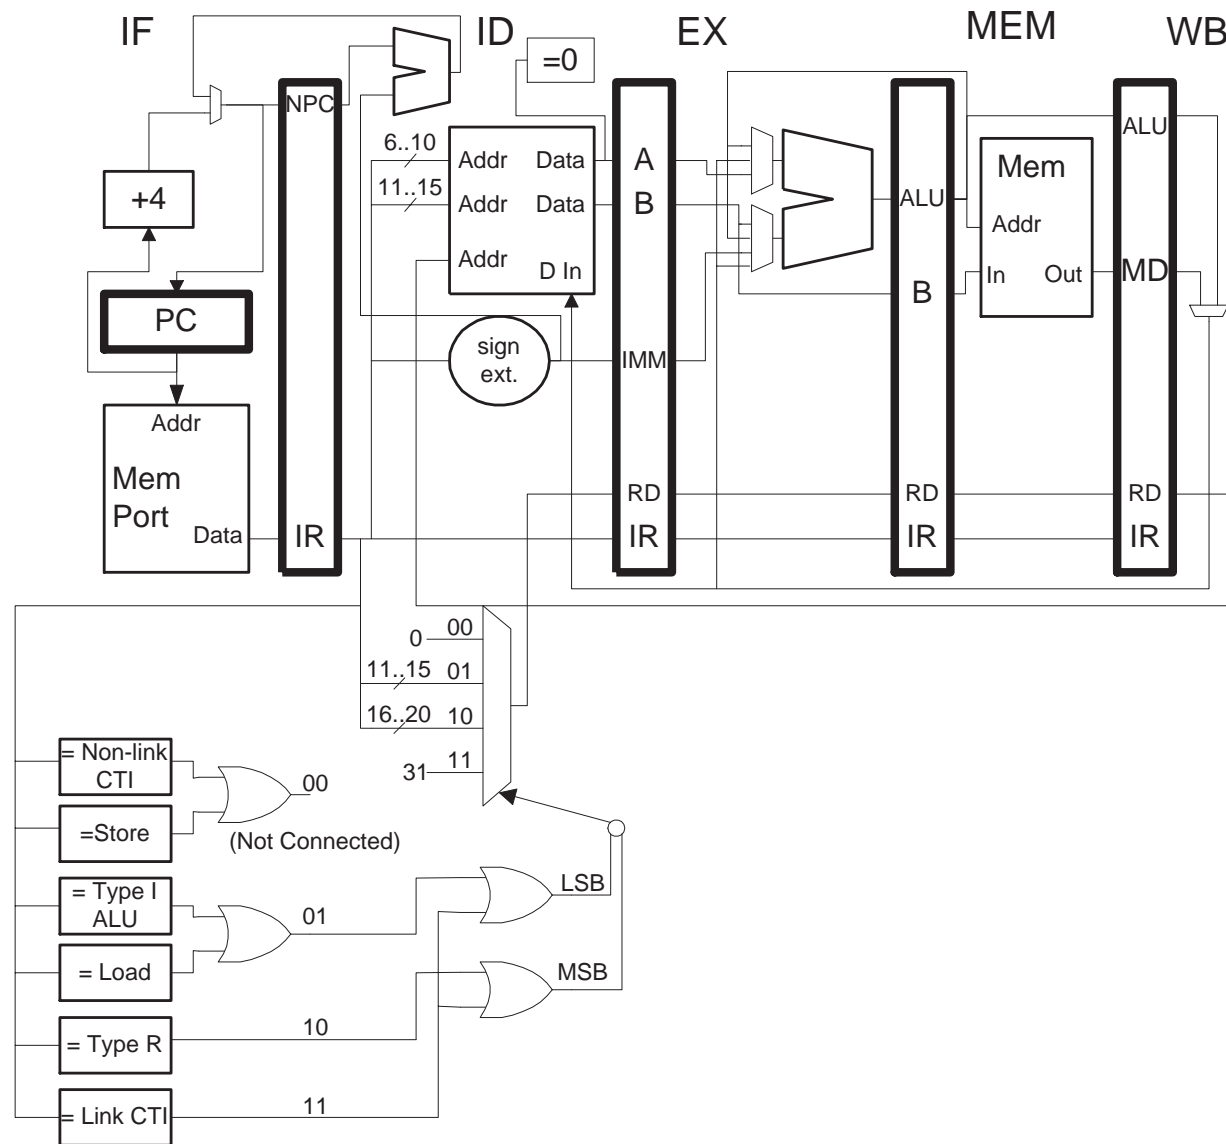 IF
ID
EX
MEM
WB
=0
NPC
+4
PC
Addr
Mem
Port
Data
IR
6..10
11..15
Addr
Data
Addr
Data
Addr
D In
sign
ext.
A
B
IMM
RD
IR
ALU
B
RD
IR
Mem
Addr
In
Out
ALU
MD
RD
IR
0
00
11..15
01
16..20
10
31
11
= Non-link
CTI
=Store
00
(Not Connected)
= Type I
ALU
= Load
01
LSB
MSB
= Type R
10
= Link CTI
11